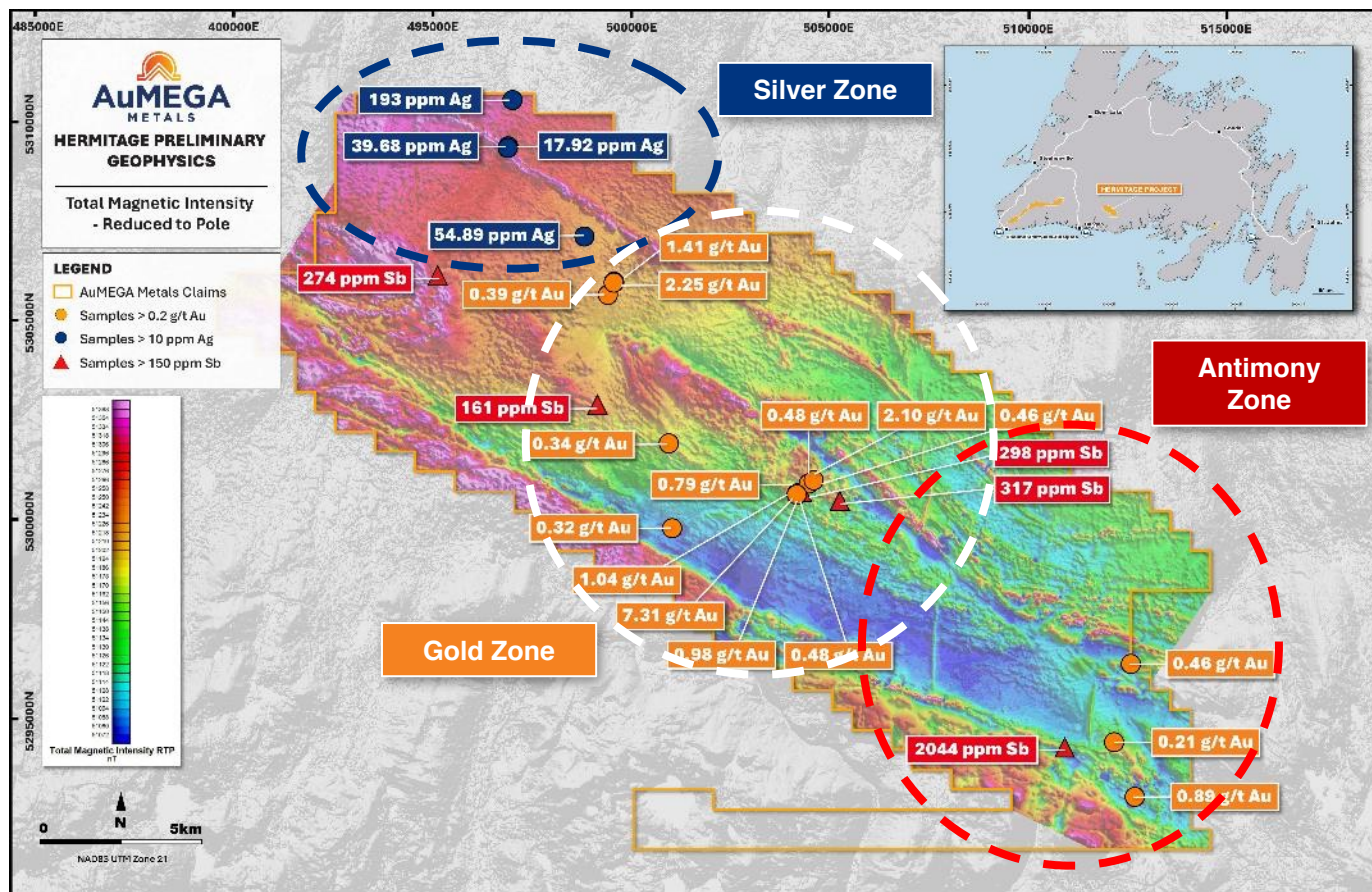 485000E
400000E
495000E
500000E
505000E
510000E
515000E
5310000N
5305000N
5300000N
5295000N
AuMEGA
METALS
HERMITAGE PRELIMINARY
GEOPHYSICS
Total Magnetic Intensity
- Reduced to Pole
LEGEND
AuMEGA Metals Claims
Samples > 0.2 g/t Au
Samples > 10 ppm Ag
Samples > 150 ppm Sb
Total Magnetic Intensity RTP
nT
N
0 5km
NAD83 UTM Zone 21
Silver Zone
193 ppm Ag
39.68 ppm Ag
17.92 ppm Ag
54.89 ppm Ag
274 ppm Sb
1.41 g/t Au
2.25 g/t Au
0.39 g/t Au
HERMITAGE PROJECT
Deer Lake
Antimony
Zone
161 ppm Sb
0.48 g/t Au
2.10 g/t Au
0.46 g/t Au
0.34 g/t Au
298 ppm Sb
0.79 g/t Au
317 ppm Sb
0.32 g/t Au
1.04 g/t Au
7.31 g/t Au
0.98 g/t Au
0.48 g/t Au
Gold Zone
0.46 g/t Au
0.21 g/t Au
2044 ppm Sb
0.89 g/t Au